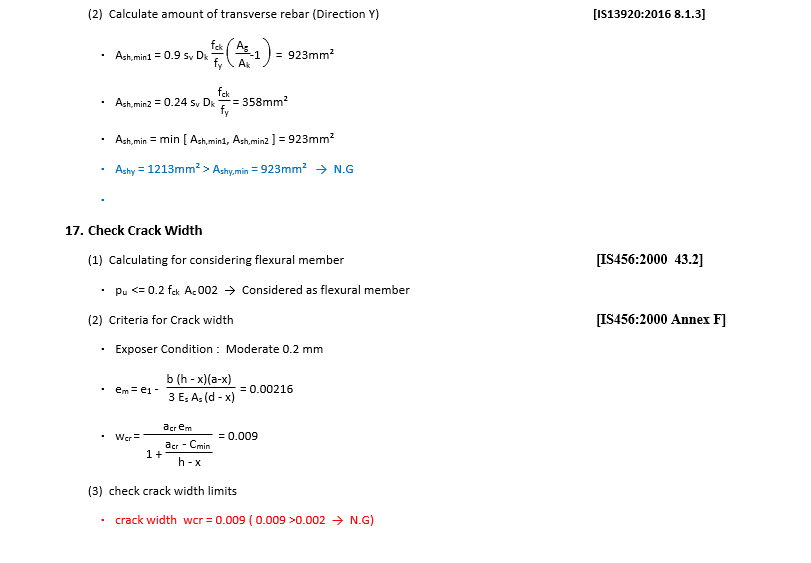 (2) Calculate amount of transverse rebar (Direction Y) [IS13920:2016 8.1.3]
· Ash,min1 = 0.9 sv Dk fck/fy (Ag/Ak -1) = 923mm²
· Ash,min2 = 0.24 sv Dk fck/fy = 358mm²
· Ash,min = min [ Ash,min1, Ash,min2 ] = 923mm²
· Ashy = 1213mm² > Ashy,min = 923mm² → N.G
·
17. Check Crack Width
(1) Calculating for considering flexural member [IS456:2000 43.2]
· pu <= 0.2 fck Ac002 → Considered as flexural member
(2) Criteria for Crack width [IS456:2000 Annex F]
· Exposer Condition : Moderate 0.2 mm
· em = e1 - b (h - x)(a-x) / 3 Es As (d - x) = 0.00216
· wcr = acr em / 1 + acr - Cmin / h - x = 0.009
(3) check crack width limits
· crack width wcr = 0.009 ( 0.009 >0.002 → N.G)